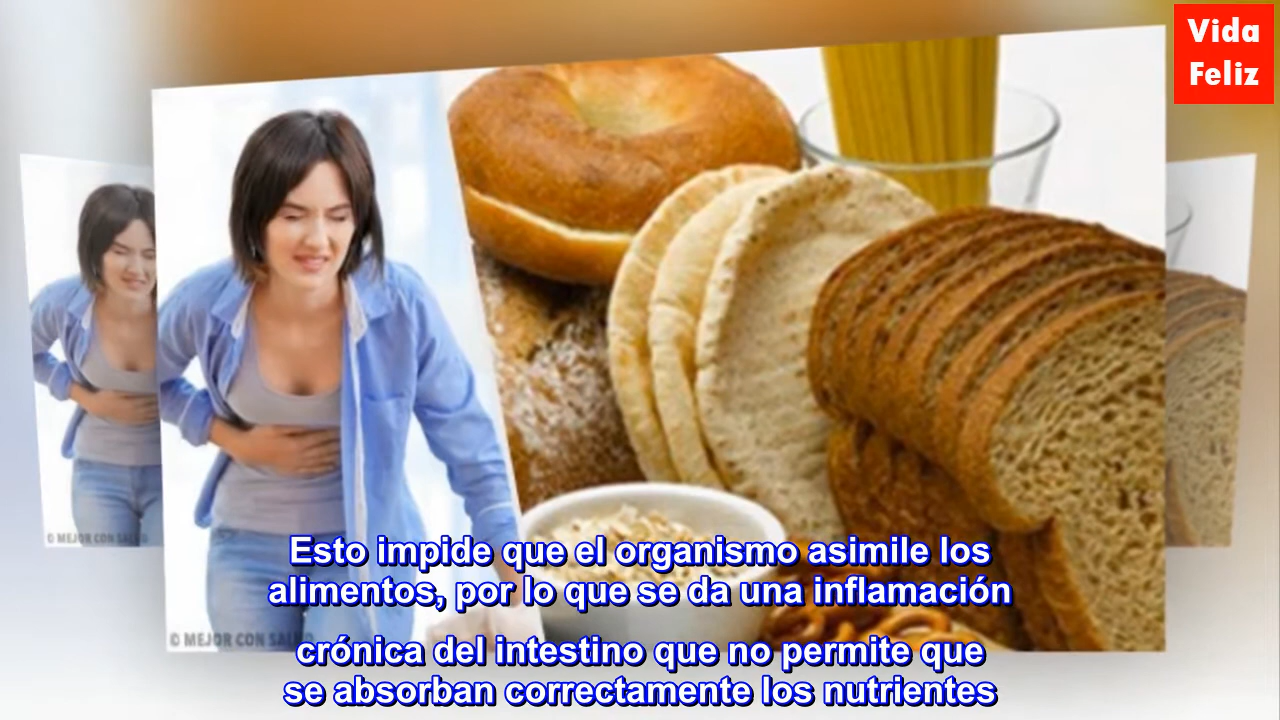 Vida
Feliz
Esto impide que el organismo asimile los
alimentos, por lo que se da una inflamación
© MEJOR CON SALUD
© MEJOR CON SALUD
crónica del intestino que no permite que
se absorban correctamente los nutrientes